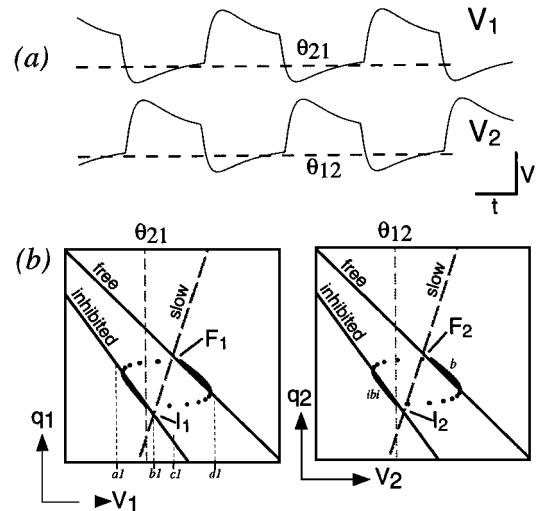 V1
(a)
θ21
V2
θ12
V
t
(b)
θ21
θ12
free
slow
inhibited
F1
I1
q1
V1
a1
b1
c1
d1
free
slow
inhibited
F2
b
ibi
I2
q2
V2